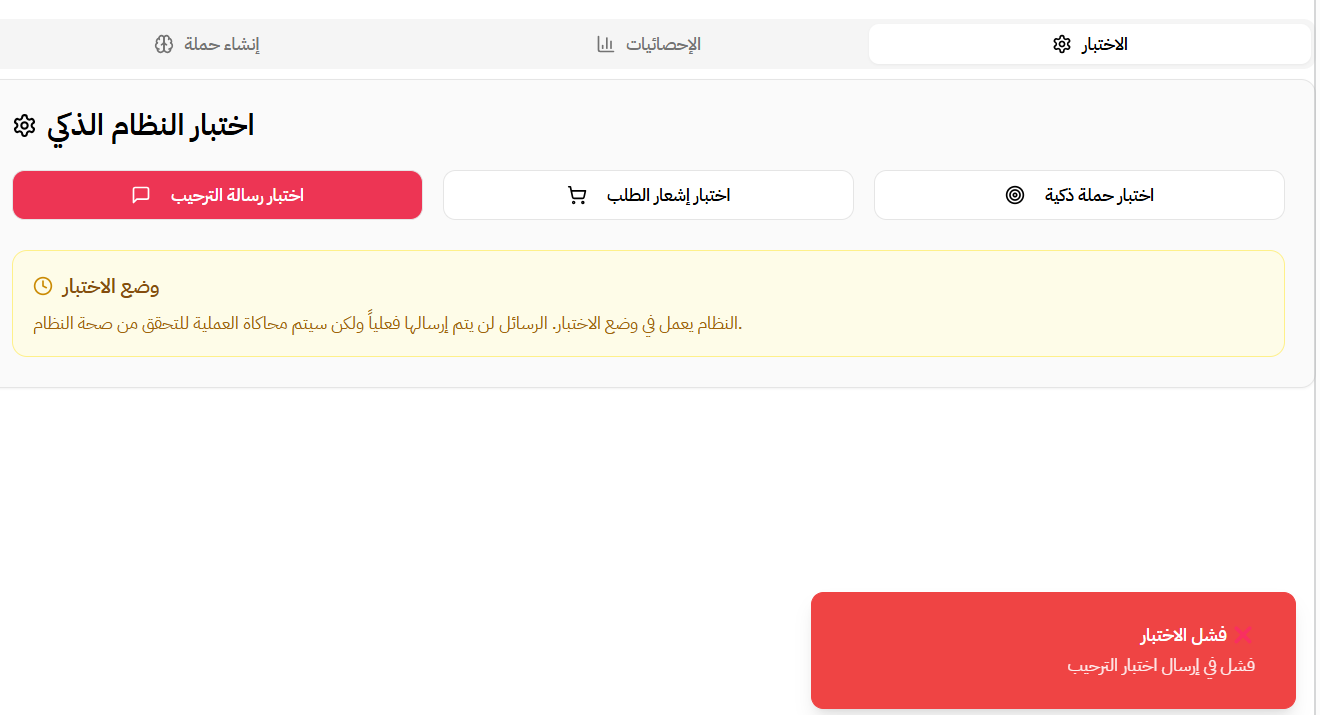 الاختبار
الإحصائيات
إنشاء حملة
اختبار النظام الذكي
اختبار حملة ذكية
اختبار إشعار الطلب
اختبار رسالة الترحيب
وضع الاختبار
النظام يعمل في وضع الاختبار. الرسائل لن يتم إرسالها فعلياً ولكن سيتم محاكاة العملية للتحقق من صحة النظام.
❌ فشل الاختبار
فشل في إرسال اختبار الترحيب